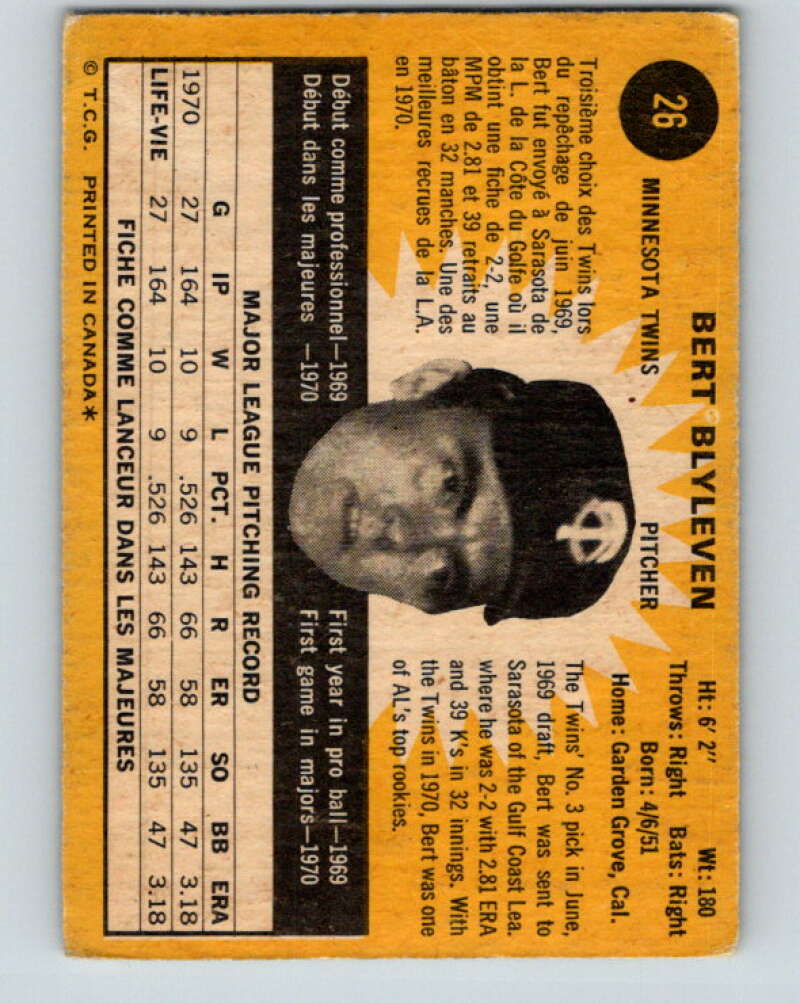 26
BERT BLYLEVEN
MINNESOTA TWINS PITCHER
Ht: 6' 2" Wt: 180
Throws: Right Bats: Right
Born: 4/6/51
Home: Garden Grove, Cal.
Troisième choix des Twins lors
du repêchage de juin 1969,
Bert fut envoyé à Sarasota de
la L. de la Côte du Golfe où il
obtint une fiche de 2-2, une
MPM de 2.81 et 39 retraits au
bâton en 32 manches. Une des
meilleures recrues de la L.A.
en 1970.
The Twins' No. 3 pick in June,
1969 draft, Bert was sent to
Sarasota of the Gulf Coast Lea.
where he was 2-2 with 2.81 ERA
and 39 K's in 32 innings. With
the Twins in 1970, Bert was one
of AL's top rookies.
Début comme professionnel—1969
Début dans les majeures —1970
First year in pro ball—1969
First game in majors—1970
MAJOR LEAGUE PITCHING RECORD
G IP W L PCT. H R ER SO BB ERA
1970 27 164 10 9 .526 143 66 58 135 47 3.18
LIFE-VIE 27 164 10 9 .526 143 66 58 135 47 3.18
FICHE COMME LANCEUR DANS LES MAJEURES
© T.C.G. PRINTED IN CANADA*